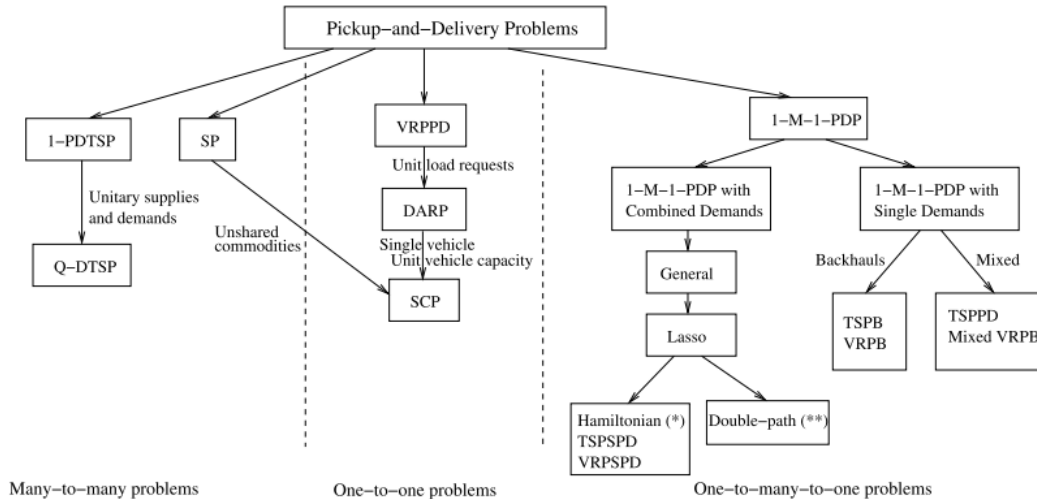 Pickup−and−Delivery Problems
1−PDTSP
SP
VRPPD
1−M−1−PDP
Unit load requests
Unitary supplies
and demands
DARP
1−M−1−PDP with
Combined Demands
1−M−1−PDP with
Single Demands
Unshared
commodities
Single vehicle
Unit vehicle capacity
Q−DTSP
SCP
General
Backhauls
Mixed
TSPB
VRPB
TSPPD
Mixed VRPB
Lasso
Hamiltonian (*)
TSPSPD
VRPSPD
Double−path (**)
Many−to−many problems
One−to−one problems
One−to−many−to−one problems